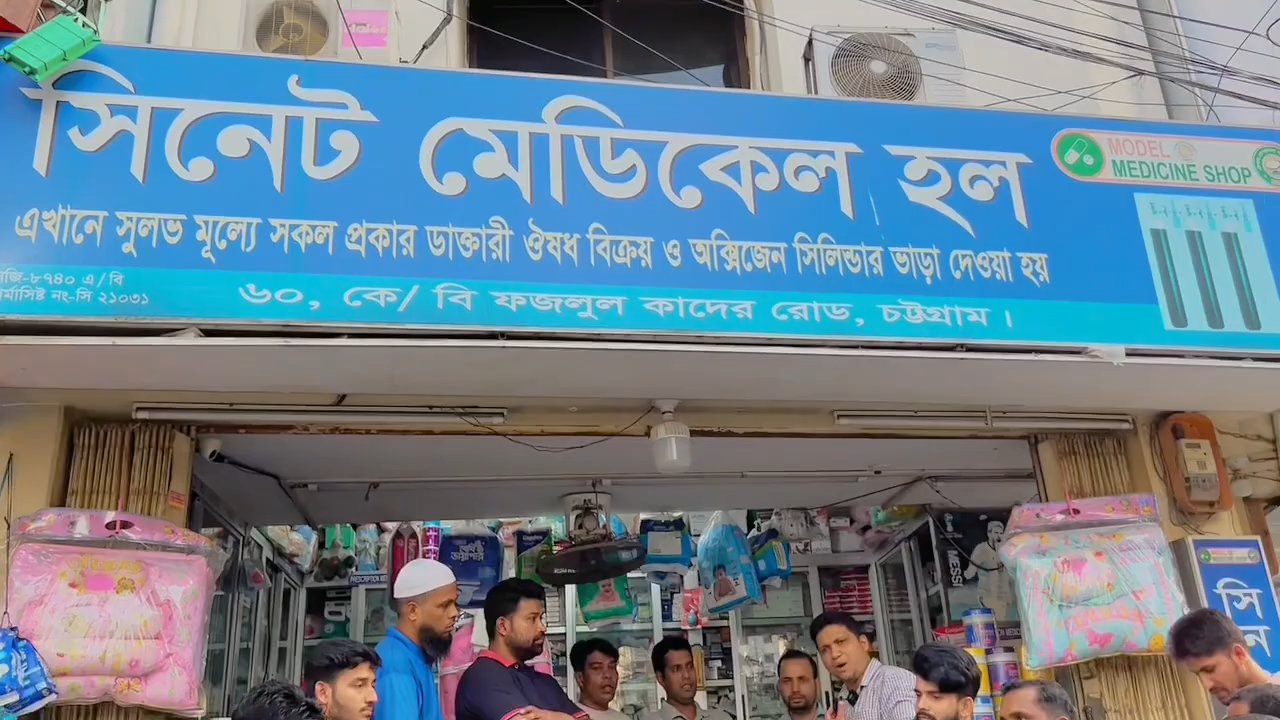 সিনেট মেডিকেল হল
MODEL
MEDICINE SHOP
এখানে সুলভ মূল্যে সকল প্রকার ডাক্তারী ঔষধ বিক্রয় ও অক্সিজেন সিলিন্ডার ভাড়া দেওয়া হয়
৮৭৪০ এ/বি
নং-সি ২১০৩১
৬০, কে/ বি ফজলুল কাদের রোড, চট্টগ্রাম।
MESSI
সি
ন